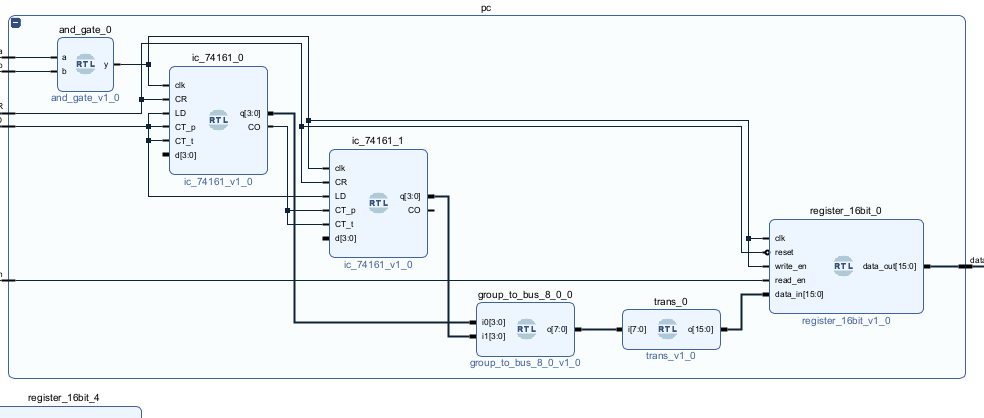 pc
and_gate_0
a
b
RTL
y
and_gate_v1_0
ic_74161_0
clk
CR
LD
CT_p
CT_t
d[3:0]
RTL
q[3:0]
CO
ic_74161_v1_0
ic_74161_1
clk
CR
LD
CT_p
CT_t
d[3:0]
RTL
q[3:0]
CO
ic_74161_v1_0
register_16bit_0
clk
reset
write_en
read_en
data_in[15:0]
RTL
data_out[15:0]
register_16bit_v1_0
data
group_to_bus_8_0_0
i0[3:0]
i1[3:0]
RTL
o[7:0]
group_to_bus_8_0_v1_0
trans_0
i[7:0]
RTL
o[15:0]
trans_v1_0
register_16bit_4